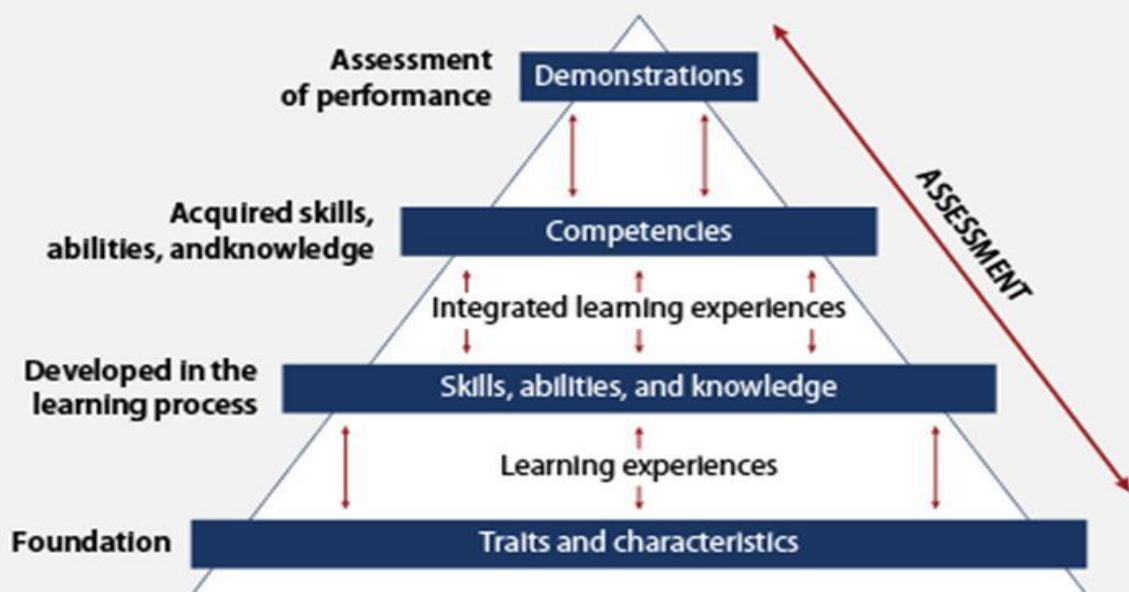 Assessment
of performance
Demonstrations
Acquired skills,
abilities, andknowledge
Competencies
ASSESSMENT
Integrated learning experiences
Developed in the
learning process
Skills, abilities, and knowledge
Learning experiences
Foundation
Traits and characteristics